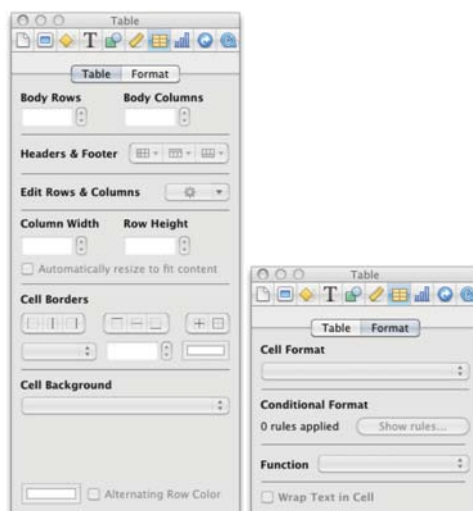 Table
T
Table Format
Body Rows Body Columns
Headers & Footer
Edit Rows & Columns
Column Width Row Height
Automatically resize to fit content
Cell Borders
Cell Background
Alternating Row Color
Table
T
Table Format
Cell Format
Conditional Format
0 rules applied Show rules...
Function
Wrap Text in Cell